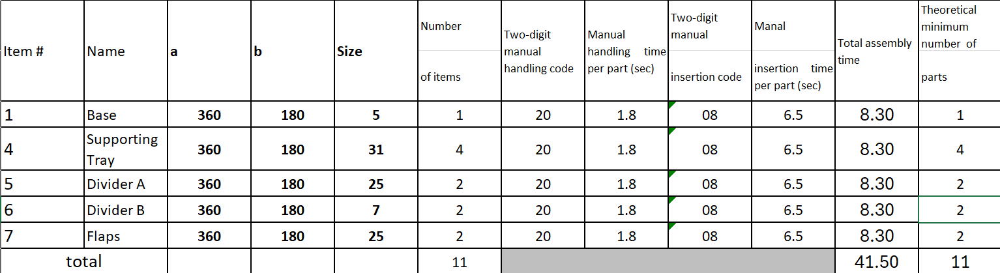 Item # Name a b Size Number of items Two-digit manual handling code Manual handling time per part (sec) Two-digit manual insertion code Manal insertion time per part (sec) Total assembly time Theoretical minimum number of parts
1 Base 360 180 5 1 20 1.8 08 6.5 8.30 1
4 Supporting Tray 360 180 31 4 20 1.8 08 6.5 8.30 4
5 Divider A 360 180 25 2 20 1.8 08 6.5 8.30 2
6 Divider B 360 180 7 2 20 1.8 08 6.5 8.30 2
7 Flaps 360 180 25 2 20 1.8 08 6.5 8.30 2
total 11 41.50 11